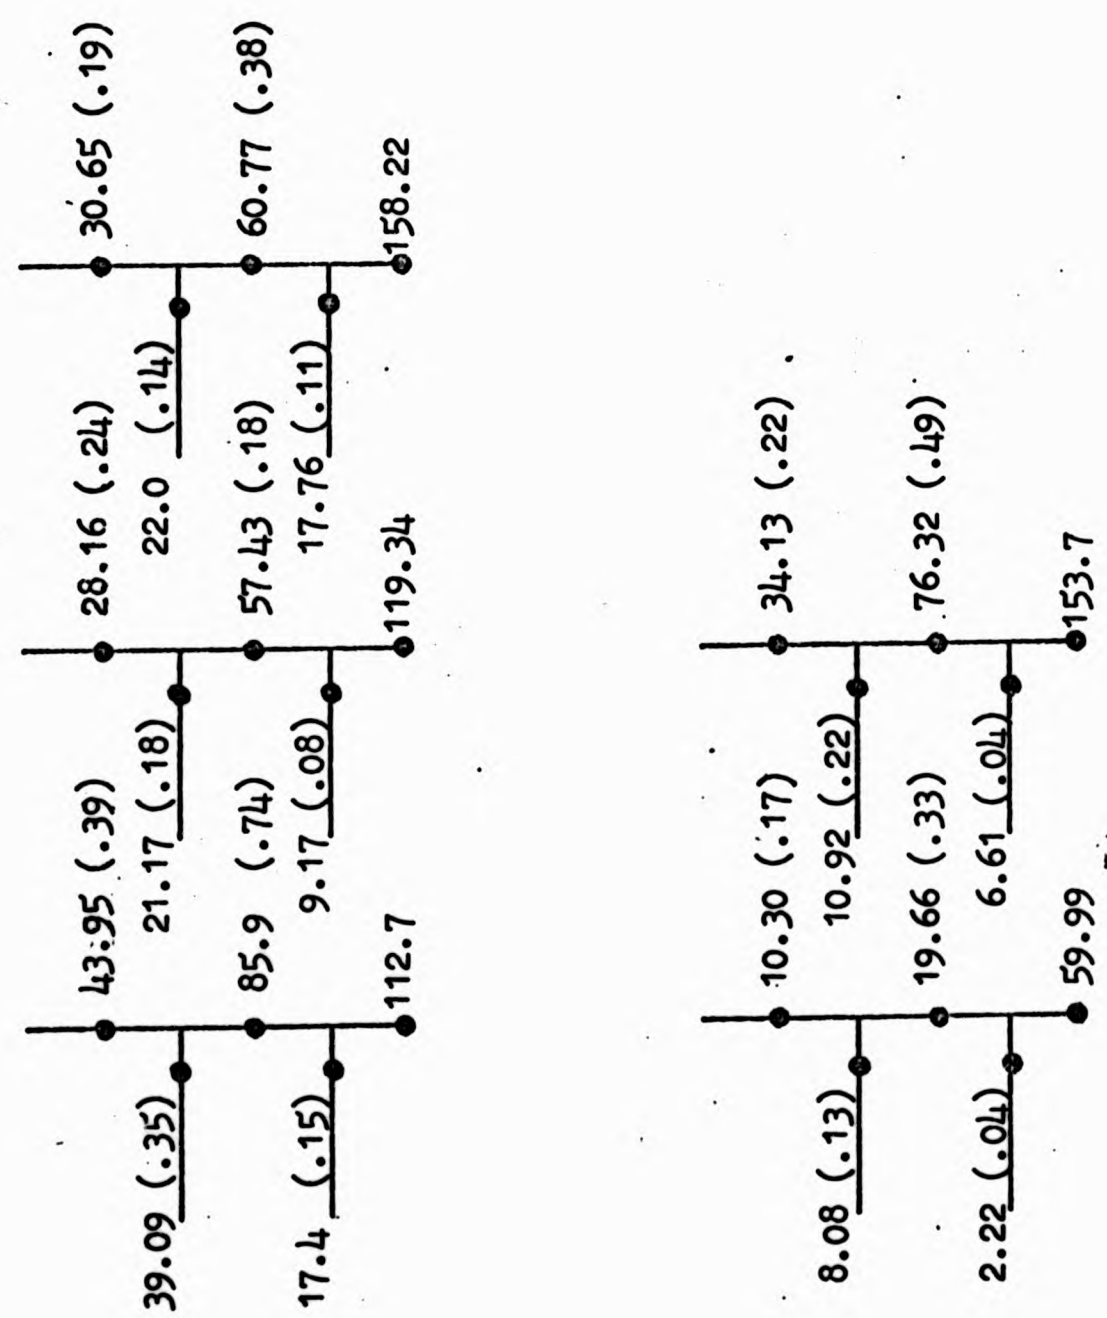 43.95 (.39) 28.16 (.24) 30.65 (.19)
39.09 (.35) 21.17 (.18) 22.0 (.14)
85.9 (.74) 57.43 (.18) 60.77 (.38)
17.4 (.15) 9.17 (.08) 17.76 (.11)
112.7 119.34 158.22
10.30 (.17) 34.13 (.22)
8.08 (.13) 10.92 (.22)
19.66 (.33) 76.32 (.49)
2.22 (.04) 6.61 (.04)
59.99 153.7